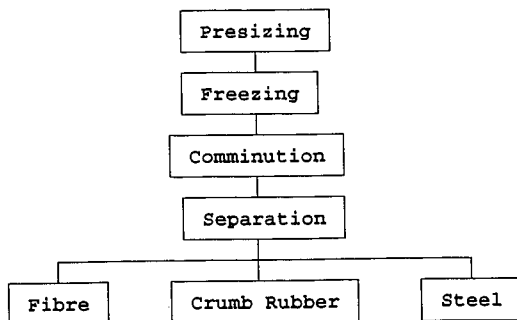 Presizing
Freezing
Comminution
Separation
Fibre
Crumb Rubber
Steel